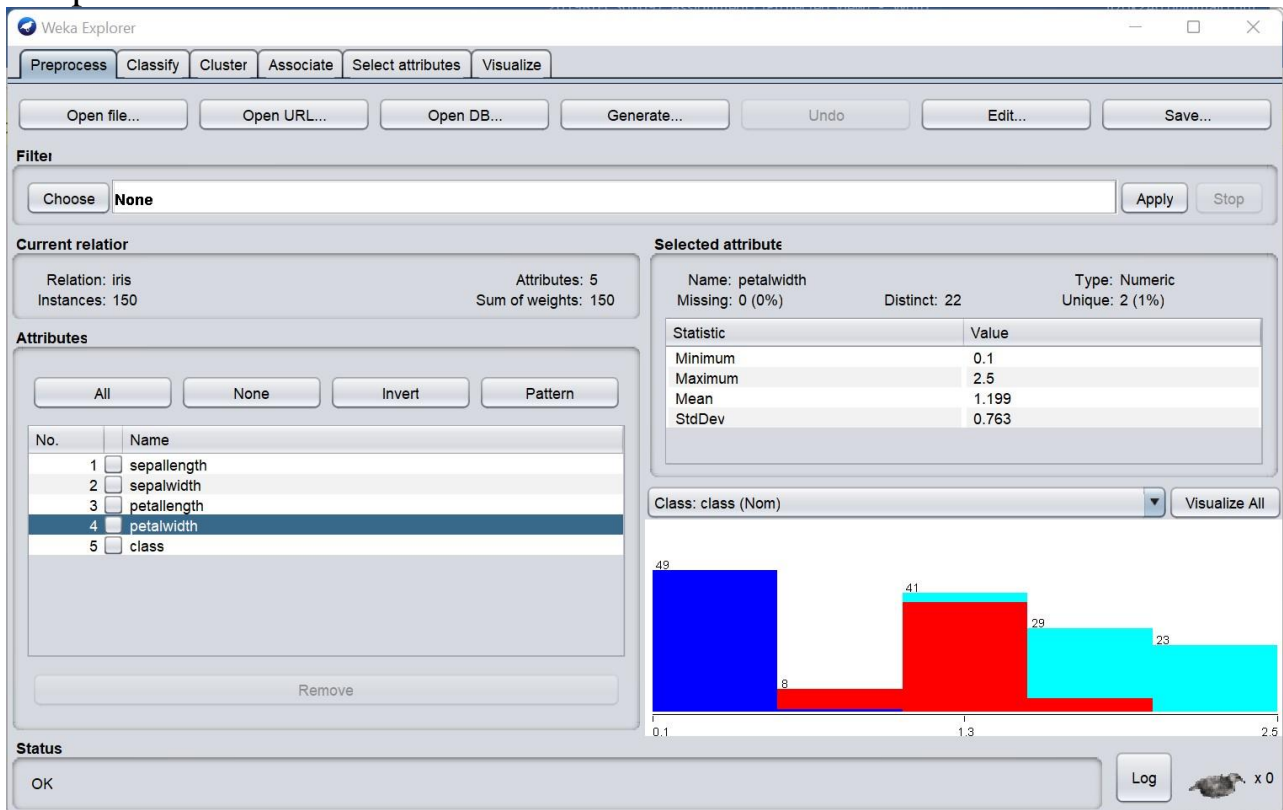 Weka Explorer
Preprocess Classify Cluster Associate Select attributes Visualize
Open file... Open URL... Open DB... Generate... Undo Edit... Save...
Filter
Choose None Apply Stop
Current relation
Relation: iris Attributes: 5
Instances: 150 Sum of weights: 150
Attributes
All None Invert Pattern
No. Name
1 sepallength
2 sepalwidth
3 petallength
4 petalwidth
5 class
Remove
Selected attribute
Name: petalwidth Type: Numeric
Missing: 0 (0%) Distinct: 22 Unique: 2 (1%)
Statistic Value
Minimum 0.1
Maximum 2.5
Mean 1.199
StdDev 0.763
Class: class (Nom) Visualize All
49
8
41
29
23
0.1 1.3 2.5
Status
OK Log x 0